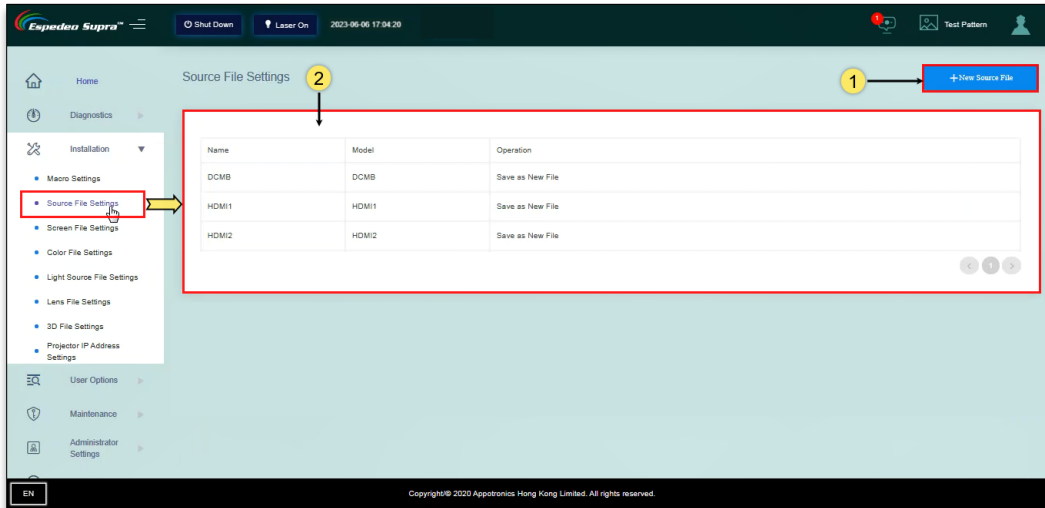 Espedeo Supra™
Shut Down
Laser On
2023-06-06 17:04:20
1
Test Pattern
Home
Diagnostics
Installation
Macro Settings
Source File Settings
Screen File Settings
Color File Settings
Light Source File Settings
Lens File Settings
3D File Settings
Projector IP Address
Settings
User Options
Maintenance
Administrator
Settings
Source File Settings
2
1
+New Source File
Name Model Operation
DCMB DCMB Save as New File
HDMI1 HDMI1 Save as New File
HDMI2 HDMI2 Save as New File
< 1 >
EN
Copyright/© 2020 Appotronics Hong Kong Limited. All rights reserved.